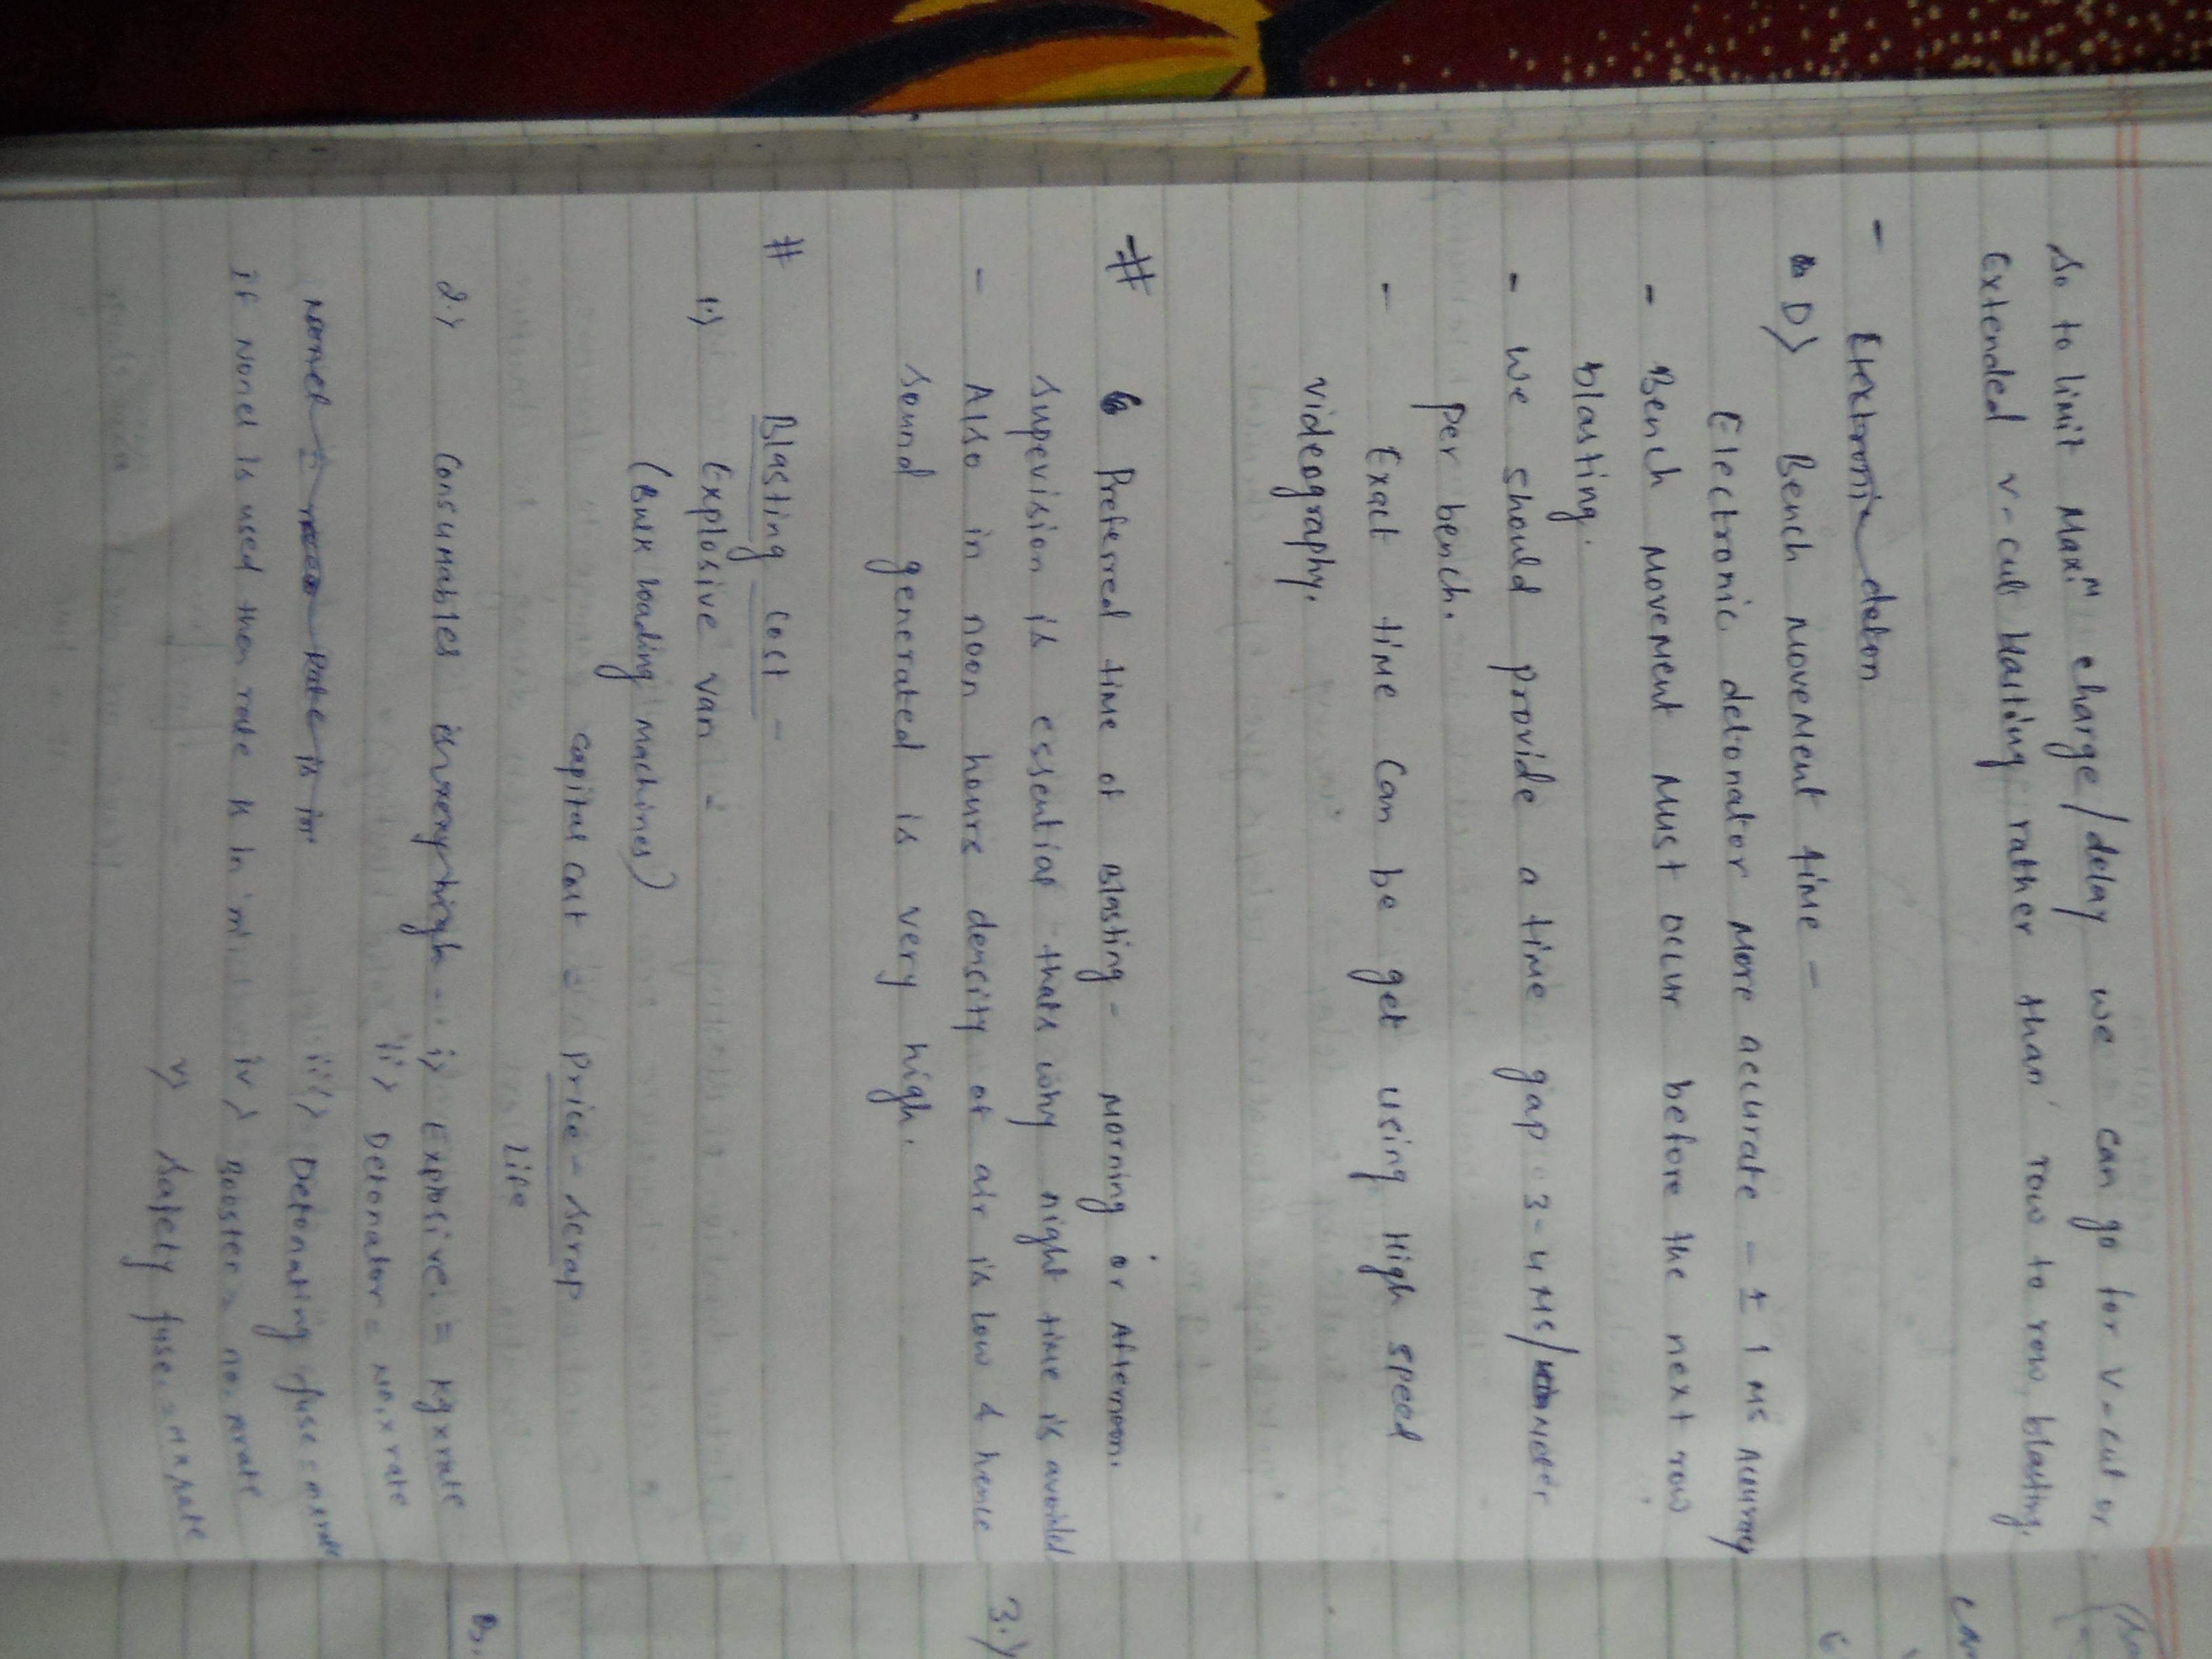 So to limit Max.M charge/delay we can go for v-cut or
Extended v-cut blasting rather than row to row, blasting.
- Electronic deton
D) Bench movement time -
Electronic detonator more accurate - ± 1 ms accuracy
- Bench movement must occur before the next row
blasting.
- we should provide a time gap 3-4 ms/meter
per bench.
- Exact time can be get using High speed
videography.
# Preferred time of Blasting - Morning or Afternoon.
supevision is essential thats why night time is avoided
- Also in noon hours density of air is low & hence
sound generated is very high.
# Blasting cost -
1.) Explosive van -
(Bulk loading machines)
capital cost = Price - scrap
Life
2.) Consumables is very high - i) Explosive. = kg x rate
ii) Detonator = no. x rate
Nonel rate is in iii) Detonating fuse = m x rate
if Nonel is used then rate is in 'm'. iv) Booster = no. x rate
v) Safety fuse. = m x rate
3.)